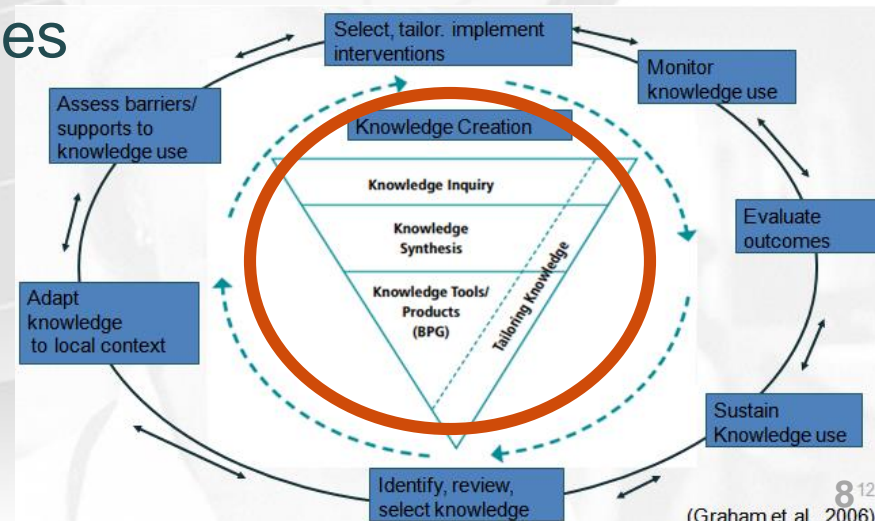 es
Select, tailor. implement
interventions
Monitor
knowledge use
Assess barriers/
supports to
knowledge use
Knowledge Creation
Knowledge Inquiry
Knowledge
Synthesis
Evaluate
outcomes
Tailoring Knowledge
Knowledge Tools/
Products
(BPG)
Adapt
knowledge
to local context
Sustain
Knowledge use
Identify, review,
select knowledge
8 12
(Graham et al., 2006)